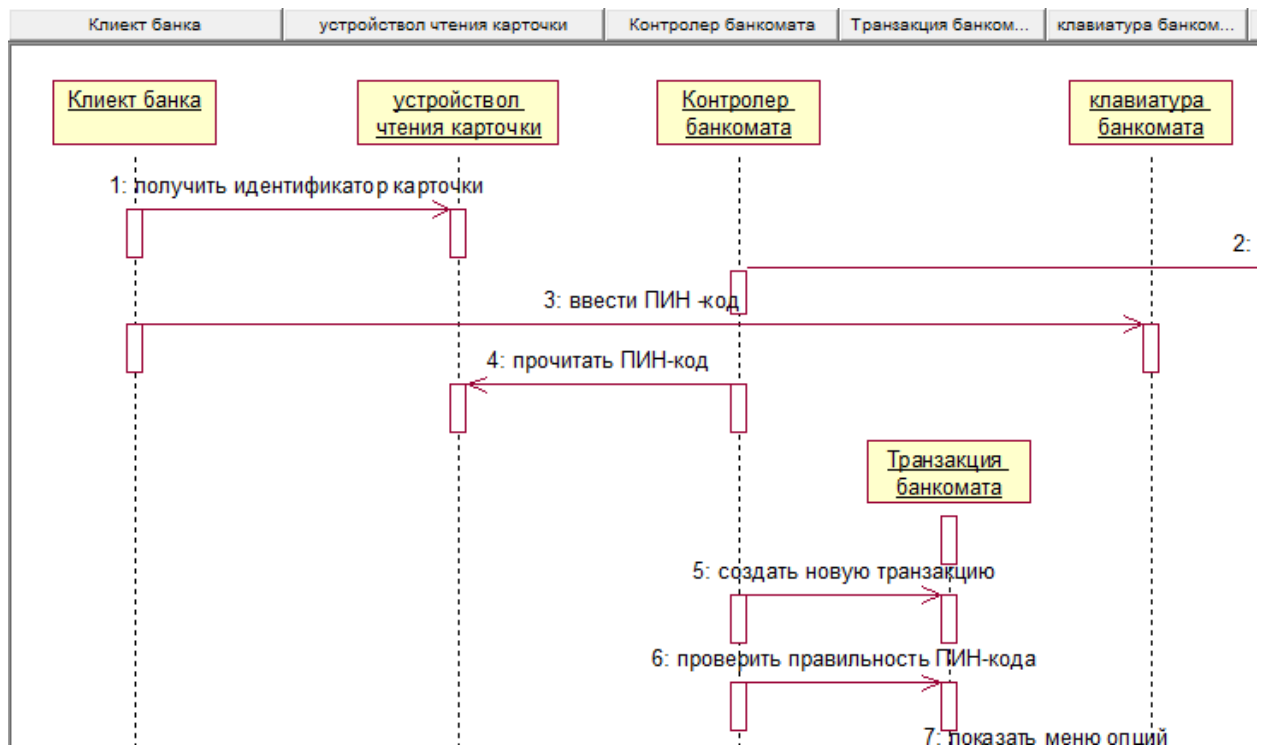 Клиект банка
устройствол чтения карточки
Контролер банкомата
Транзакция банком...
клавиатура банком...
Клиект банка
устройствол
чтения карточки
Контролер
банкомата
клавиатура
банкомата
1: получить идентификатор карточки
2:
3: ввести ПИН -код
4: прочитать ПИН-код
Транзакция
банкомата
5: создать новую транзакцию
6: проверить правильность ПИН-кода
7: показать меню опций